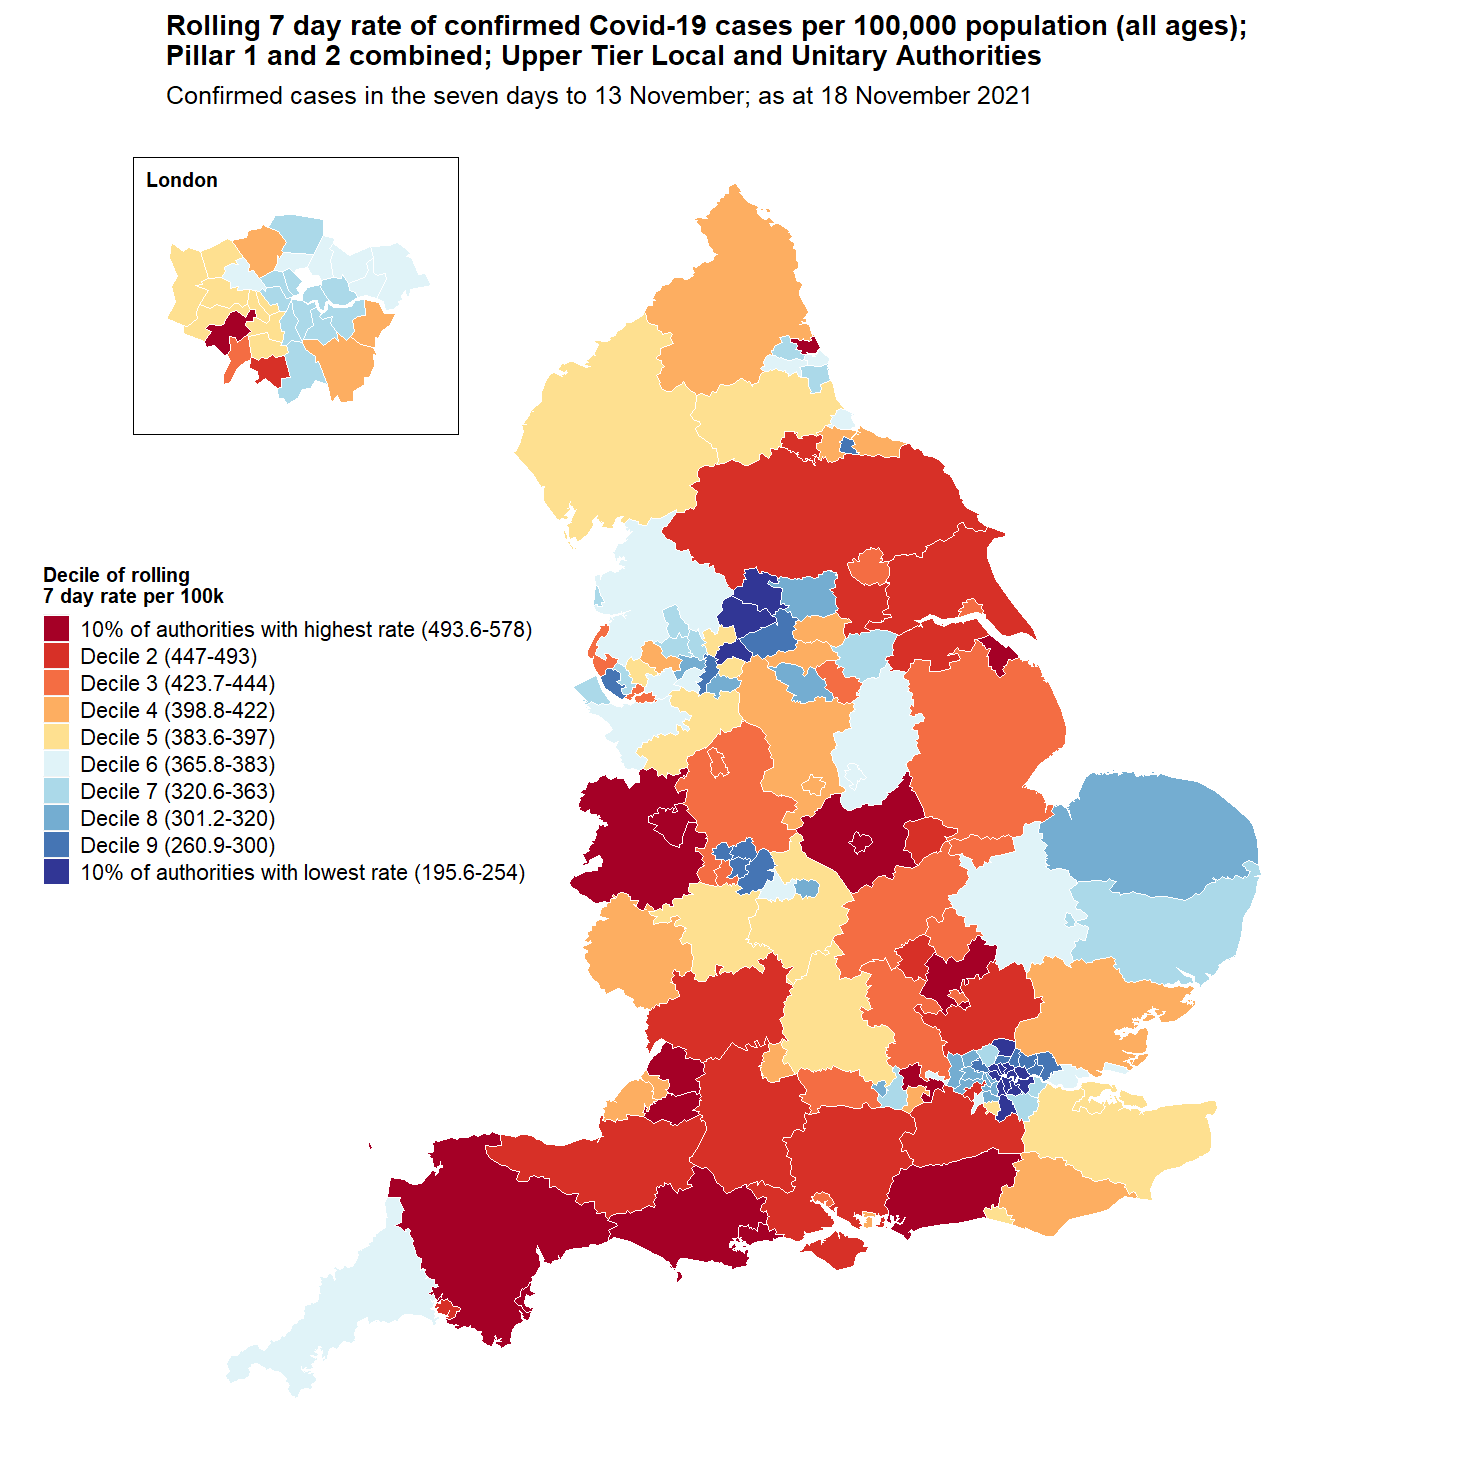 Rolling 7 day rate of confirmed Covid-19 cases per 100,000 population (all ages);
Pillar 1 and 2 combined; Upper Tier Local and Unitary Authorities
Confirmed cases in the seven days to 13 November; as at 18 November 2021
London
Decile of rolling
7 day rate per 100k
10% of authorities with highest rate (493.6-578)
Decile 2 (447-493)
Decile 3 (423.7-444)
Decile 4 (398.8-422)
Decile 5 (383.6-397)
Decile 6 (365.8-383)
Decile 7 (320.6-363)
Decile 8 (301.2-320)
Decile 9 (260.9-300)
10% of authorities with lowest rate (195.6-254)